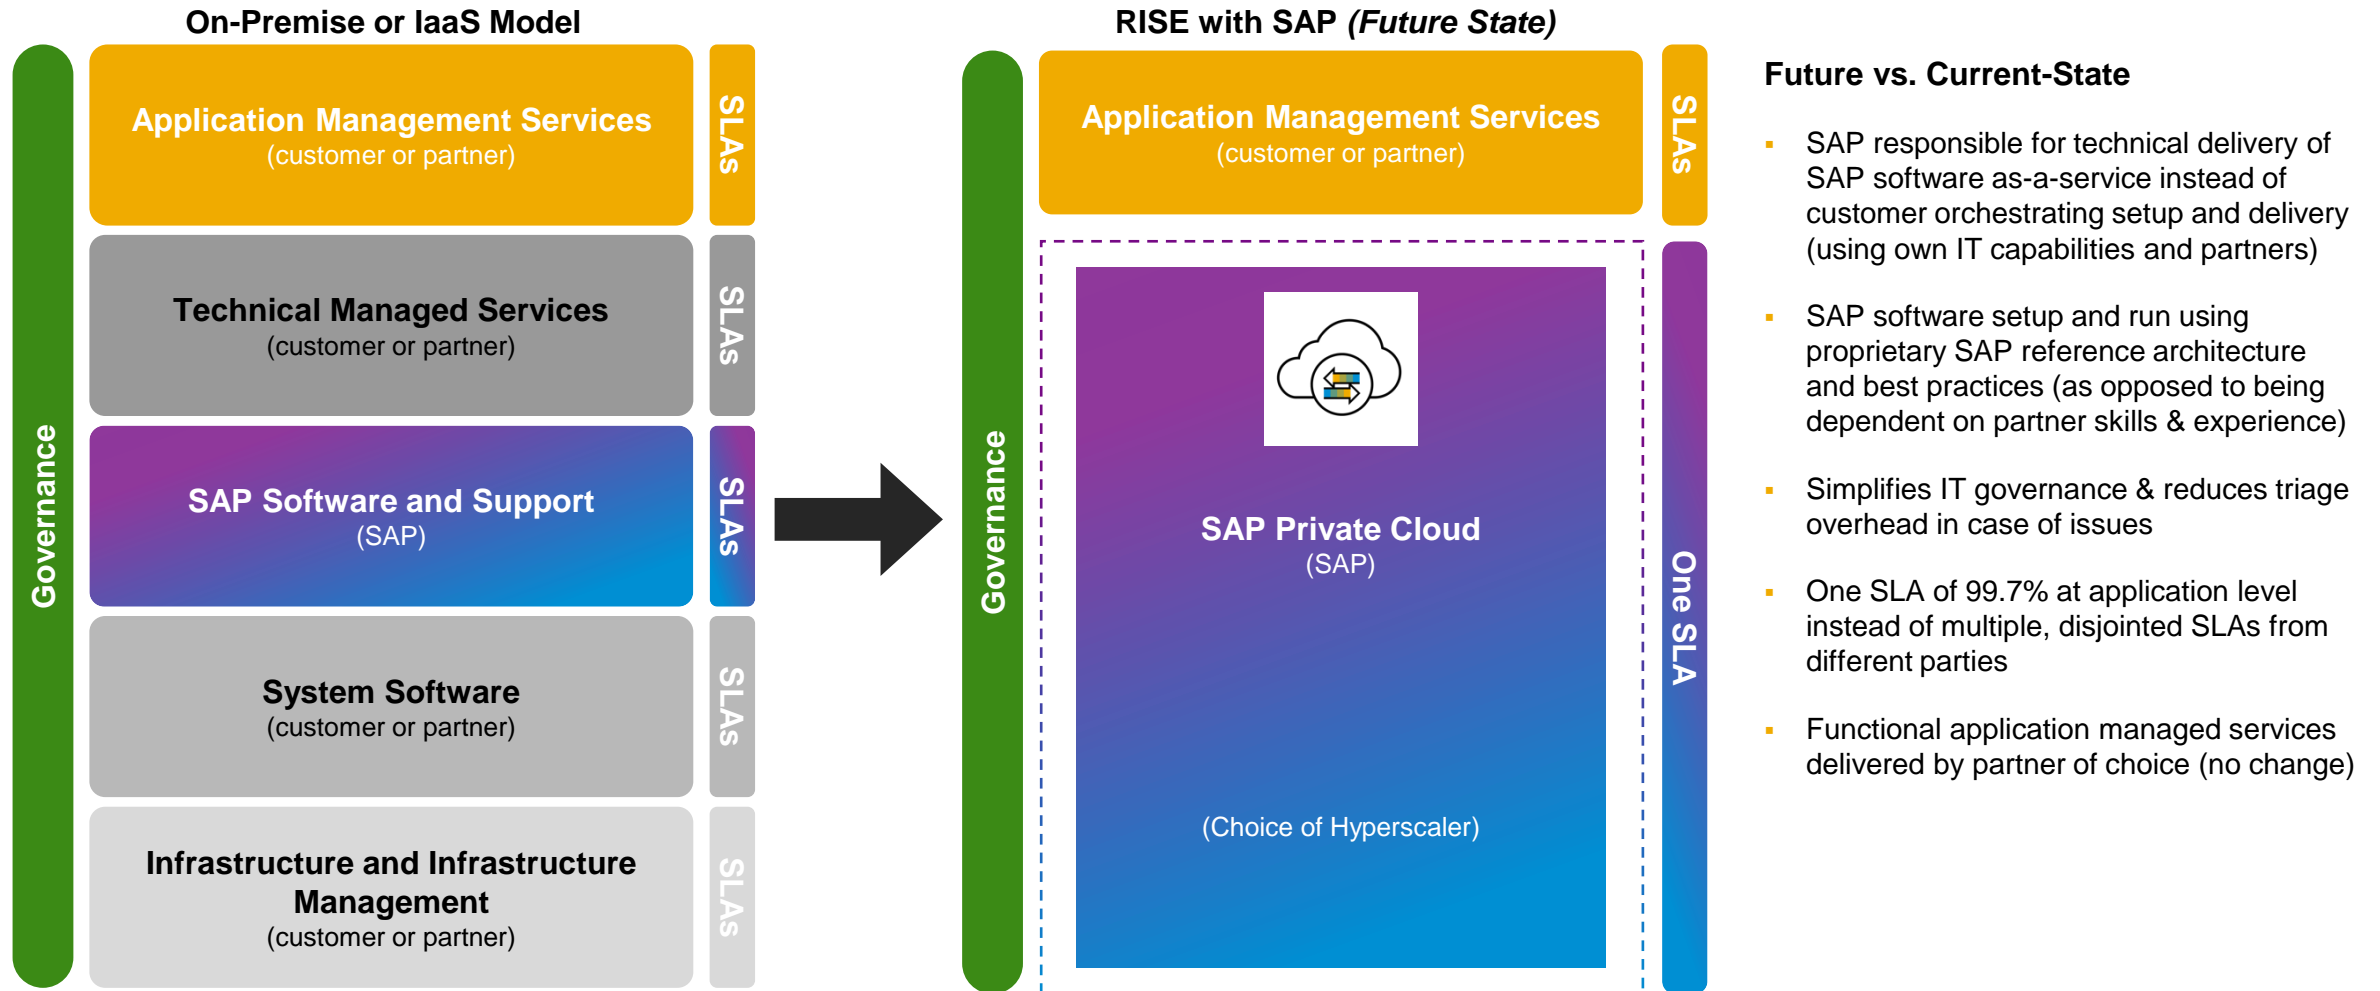 On-Premise or IaaS Model
Governance
Application Management Services
(customer or partner)
SLAs
Technical Managed Services
(customer or partner)
SLAs
SAP Software and Support
(SAP)
SLAs
System Software
(customer or partner)
SLAs
Infrastructure and Infrastructure
Management
(customer or partner)
SLAs
RISE with SAP (Future State)
Governance
Application Management Services
(customer or partner)
SLAs
SAP Private Cloud
(SAP)
(Choice of Hyperscaler)
One SLA
Future vs. Current-State
▪ SAP responsible for technical delivery of
SAP software as-a-service instead of
customer orchestrating setup and delivery
(using own IT capabilities and partners)
▪ SAP software setup and run using
proprietary SAP reference architecture
and best practices (as opposed to being
dependent on partner skills & experience)
▪ Simplifies IT governance & reduces triage
overhead in case of issues
▪ One SLA of 99.7% at application level
instead of multiple, disjointed SLAs from
different parties
▪ Functional application managed services
delivered by partner of choice (no change)